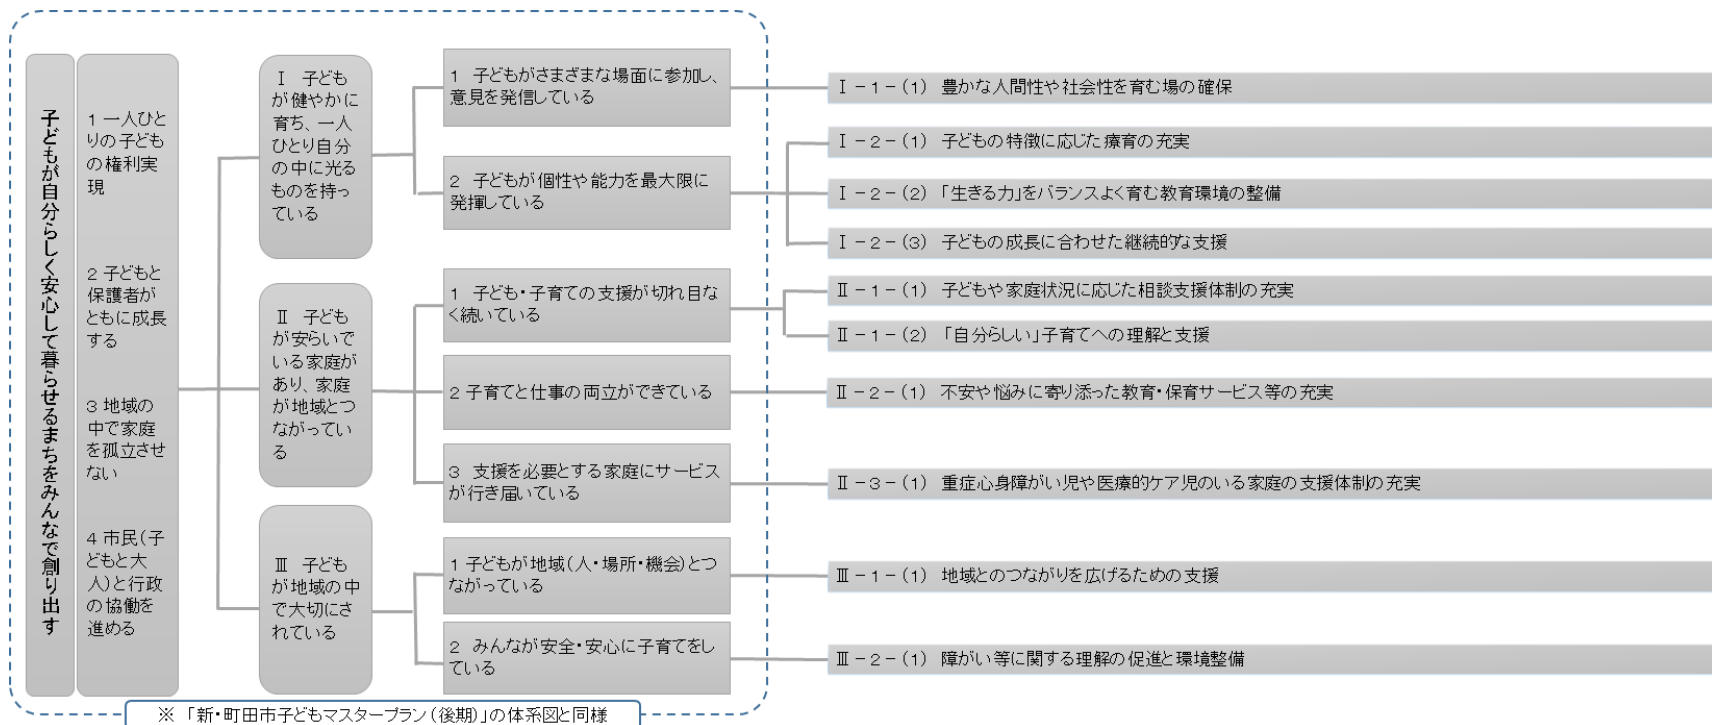 子どもが自分らしく安心して暮らせるまちをみんなで創り出す
1 一人ひと
りの子ども
の権利実
現
2 子どもと
保護者が
ともに成長
する
3 地域の
中で家庭
を孤立させ
ない
4 市民(子
どもと大
人)と行政
の協働を
進める
Ⅰ 子ども
が健やかに
育ち、一人
ひとり自分
の中に光る
ものを持っ
ている
Ⅱ 子ども
が安らいで
いる家庭が
あり、家庭
が地域とつ
ながってい
る
Ⅲ 子ども
が地域の中
で大切にさ
れている
1 子どもがさまざまな場面に参加し、
意見を発信している
2 子どもが個性や能力を最大限に
発揮している
1 子ども・子育ての支援が切れ目な
く続いている
2 子育てと仕事の両立ができている
3 支援を必要とする家庭にサービス
が行き届いている
1 子どもが地域(人・場所・機会)とつ
ながっている
2 みんなが安全・安心に子育てをし
ている
Ⅰ-1-(1) 豊かな人間性や社会性を育む場の確保
Ⅰ-2-(1) 子どもの特徴に応じた療育の充実
Ⅰ-2-(2) 「生きる力」をバランスよく育む教育環境の整備
Ⅰ-2-(3) 子どもの成長に合わせた継続的な支援
Ⅱ-1-(1) 子どもや家庭状況に応じた相談支援体制の充実
Ⅱ-1-(2) 「自分らしい」子育てへの理解と支援
Ⅱ-2-(1) 不安や悩みに寄り添った教育・保育サービス等の充実
Ⅱ-3-(1) 重症心身障がい児や医療的ケア児のいる家庭の支援体制の充実
Ⅲ-1-(1) 地域とのつながりを広げるための支援
Ⅲ-2-(1) 障がい等に関する理解の促進と環境整備
※ 「新・町田市子どもマスタープラン(後期)」の体系図と同様